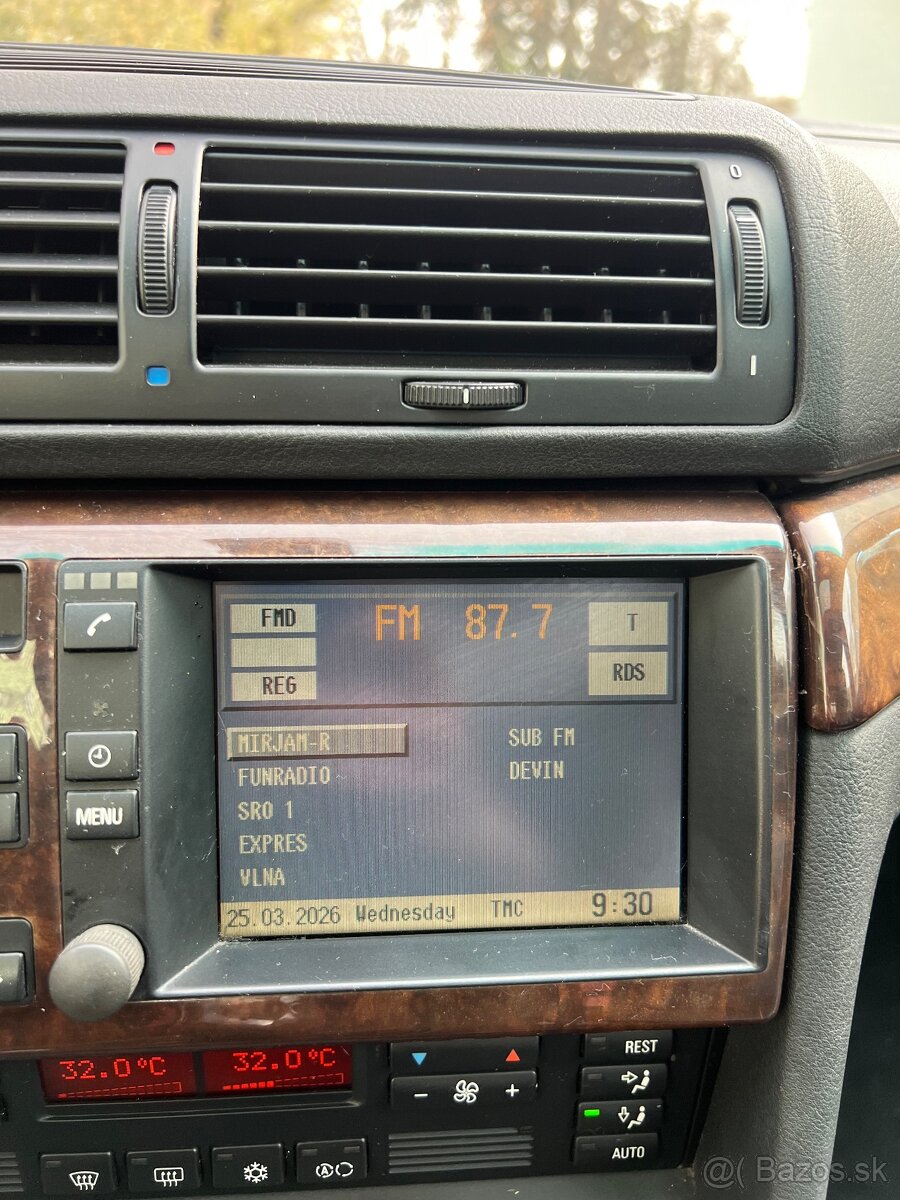 0
FMD FM 87.7 T
REG RDS
MIRJAM-R SUB FM
FUNRADIO DEVIN
SRO 1
EXPRES
VLNA
25.03.2026 Wednesday TMC 9:30
MENU
32.0°C 32.0°C
REST
- +
AUTO
A
@( Bazos.sk